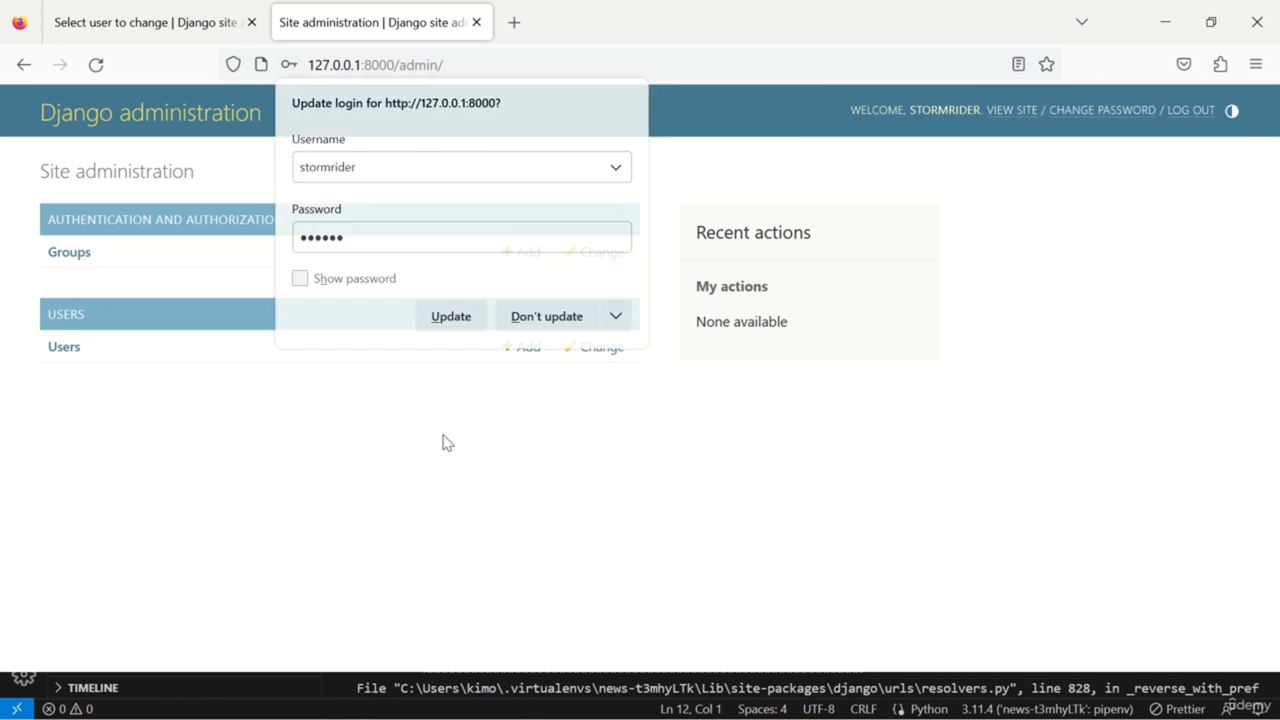 Select user to change | Django site
Site administration | Django site ad
127.0.0.1:8000/admin/
Django administration
WELCOME, STORMRIDER. VIEW SITE / CHANGE PASSWORD / LOG OUT
Update login for http://127.0.0.1:8000?
Username
stormrider
Password
••••••
Show password
Update
Don't update
Site administration
AUTHENTICATION AND AUTHORIZATIO
Groups
Add
Change
USERS
Users
Add
Change
Recent actions
My actions
None available
TIMELINE
File "C:\Users\kimo\.virtualenvs\news-t3mhyLTk\Lib\site-packages\django\urls\resolvers.py", line 828, in _reverse_with_pref
0 0
Ln 12, Col 1
Spaces: 4
UTF-8
CRLF
Python
3.11.4 ('news-t3mhyLTk': pipenv)
Prettier
ûdemy